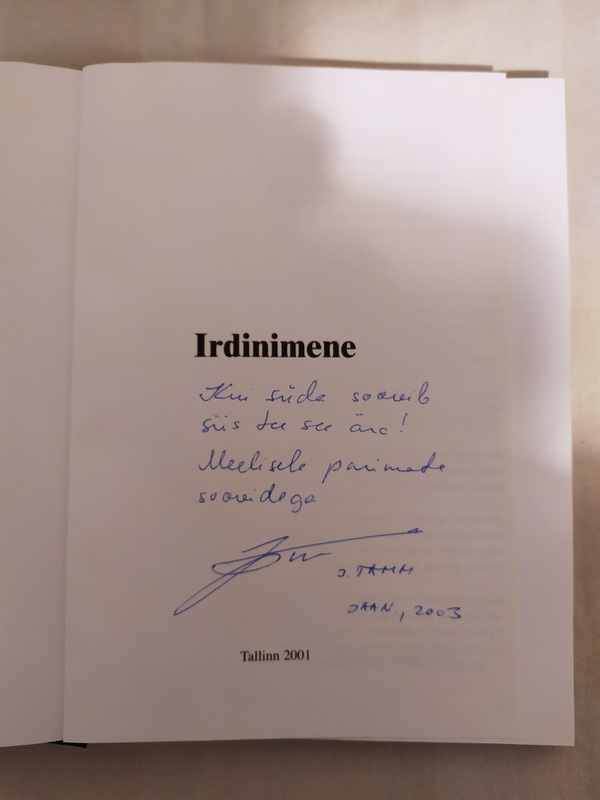 Irdinimene
Kui süda soovib
siis tee see ära!
Meelisele parimate
soovidega
J. TAMM
JAAN., 2003
Tallinn 2001